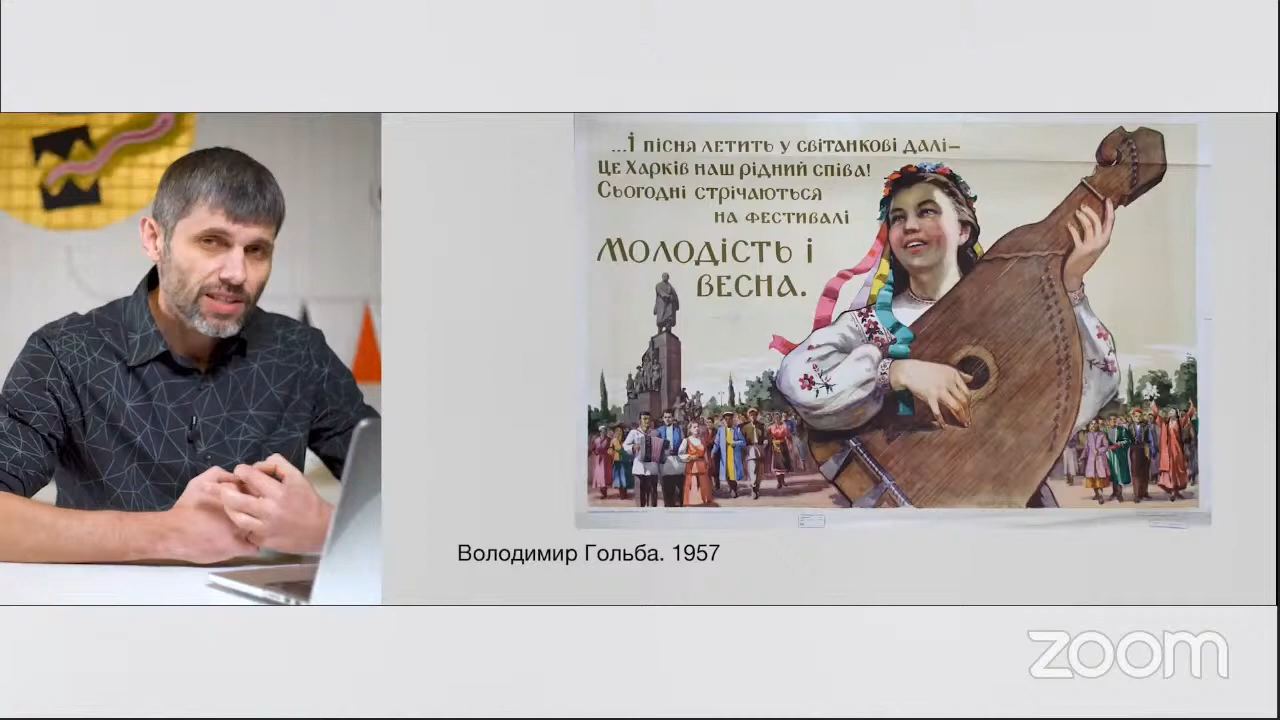 ...І пісня летить у світанкові далі–
Це Харків наш рідний співа!
Сьогодні стрічаються
на фестивалі
Молодість і
весна.
Володимир Гольба. 1957
zoom